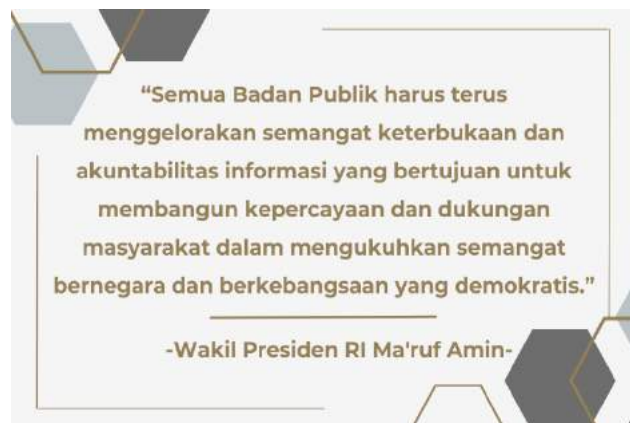 “Semua Badan Publik harus terus
menggelorakan semangat keterbukaan dan
akuntabilitas informasi yang bertujuan untuk
membangun kepercayaan dan dukungan
masyarakat dalam mengukuhkan semangat
bernegara dan berkebangsaan yang demokratis.”
-Wakil Presiden RI Ma'ruf Amin-